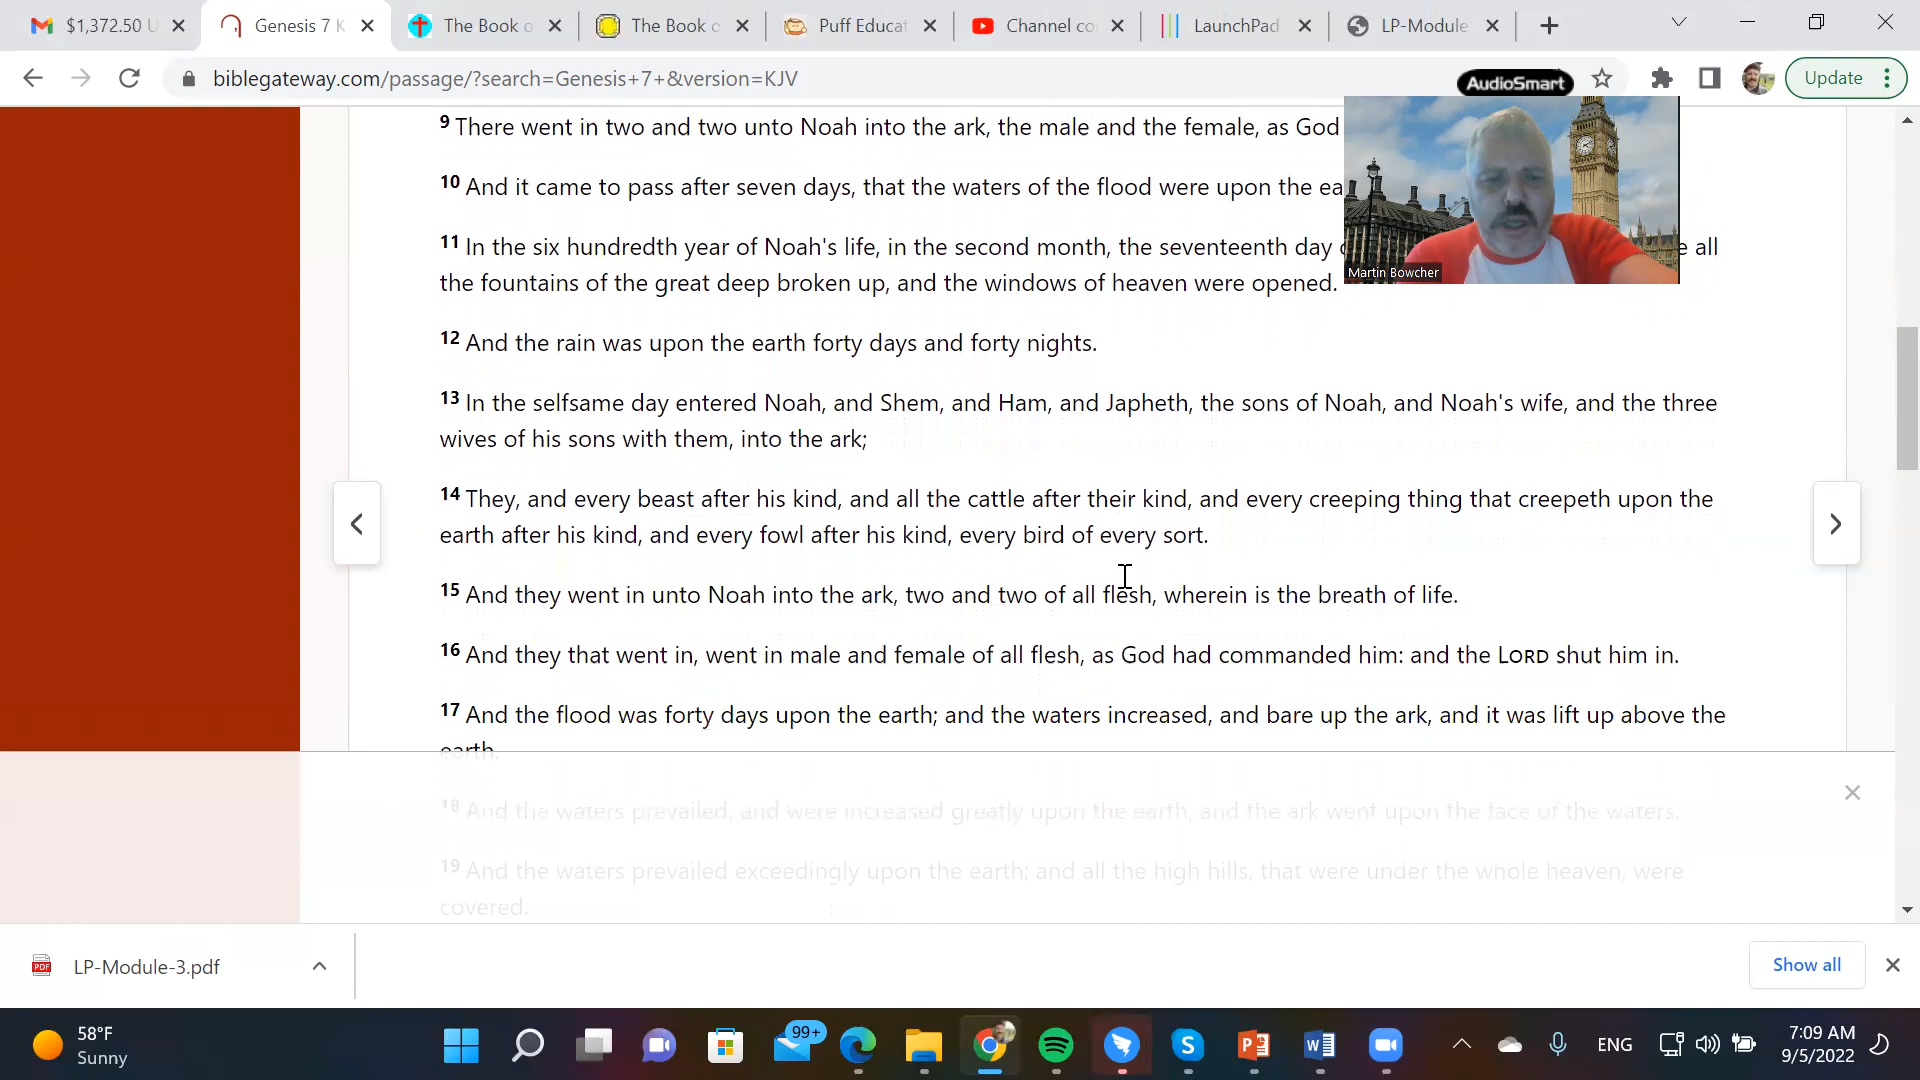 $1,372.50 U
Genesis 7 K
The Book o
The Book o
Puff Educat
Channel co
LaunchPad
LP-Module
biblegateway.com/passage/?search=Genesis+7+&version=KJV
AudioSmart
Update
9 There went in two and two unto Noah into the ark, the male and the female, as God
10 And it came to pass after seven days, that the waters of the flood were upon the ea
11 In the six hundredth year of Noah's life, in the second month, the seventeenth day e all
the fountains of the great deep broken up, and the windows of heaven were opened.
Martin Bowcher
12 And the rain was upon the earth forty days and forty nights.
13 In the selfsame day entered Noah, and Shem, and Ham, and Japheth, the sons of Noah, and Noah's wife, and the three
wives of his sons with them, into the ark;
14 They, and every beast after his kind, and all the cattle after their kind, and every creeping thing that creepeth upon the
earth after his kind, and every fowl after his kind, every bird of every sort.
15 And they went in unto Noah into the ark, two and two of all flesh, wherein is the breath of life.
16 And they that went in, went in male and female of all flesh, as God had commanded him: and the LORD shut him in.
17 And the flood was forty days upon the earth; and the waters increased, and bare up the ark, and it was lift up above the
earth.
18 And the waters prevailed, and were increased greatly upon the earth, and the ark went upon the face of the waters.
19 And the waters prevailed exceedingly upon the earth; and all the high hills, that were under the whole heaven, were
covered.
LP-Module-3.pdf
Show all
58°F
Sunny
99+
ENG
7:09 AM
9/5/2022